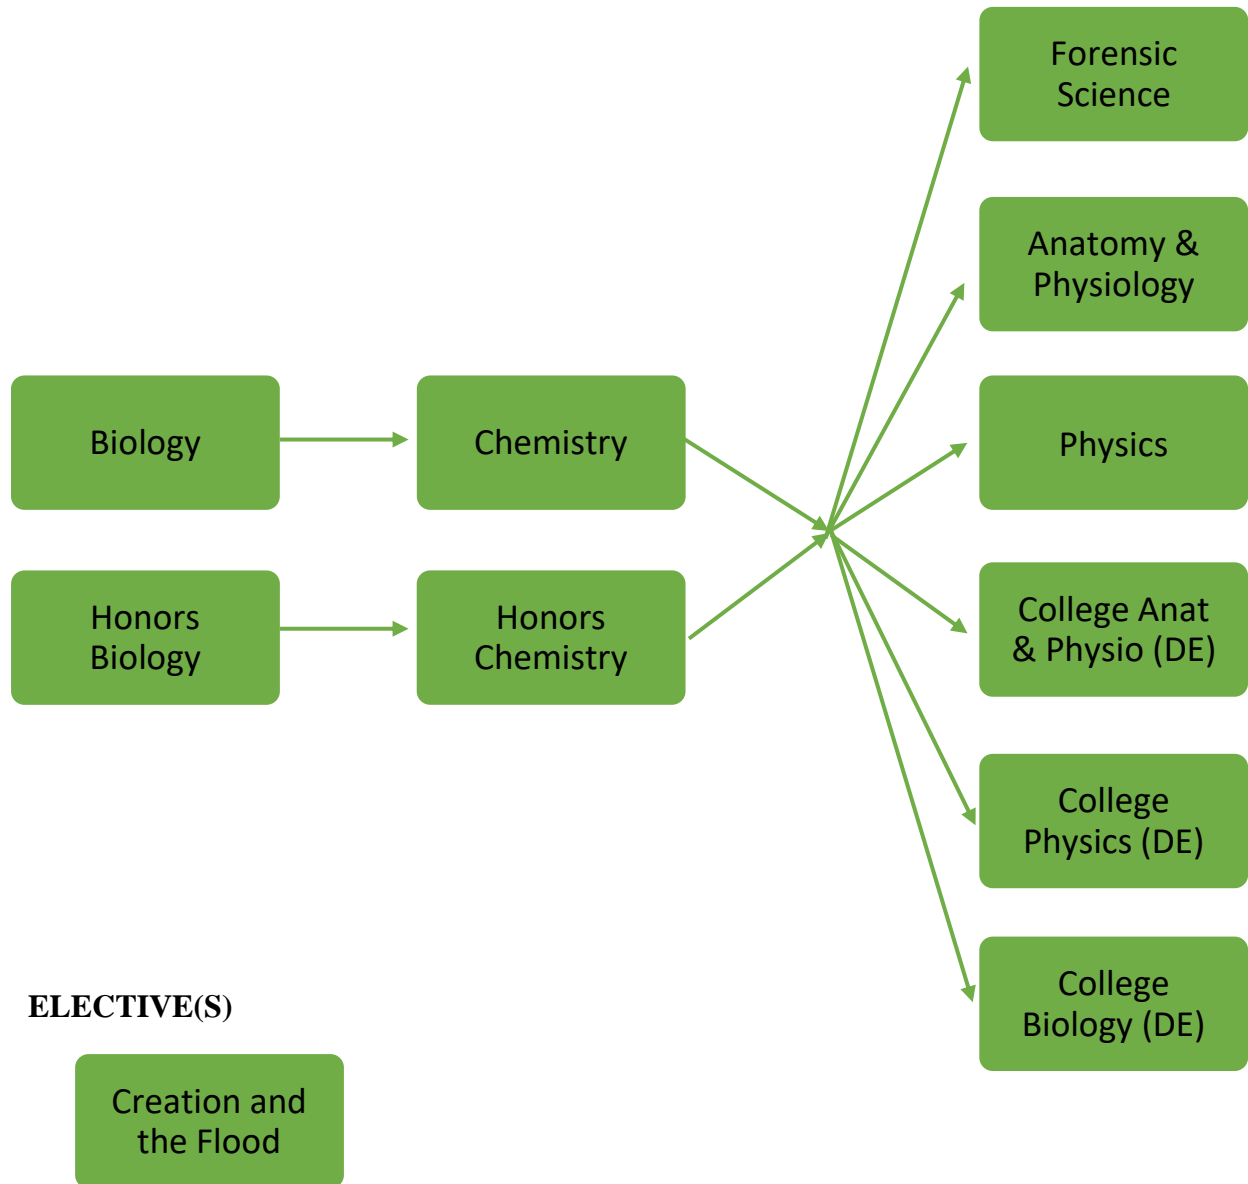 Forensic
Science
Anatomy &
Physiology
Biology
Chemistry
Physics
Honors
Biology
Honors
Chemistry
College Anat
& Physio (DE)
College
Physics (DE)
College
Biology (DE)
ELECTIVE(S)
Creation and
the Flood